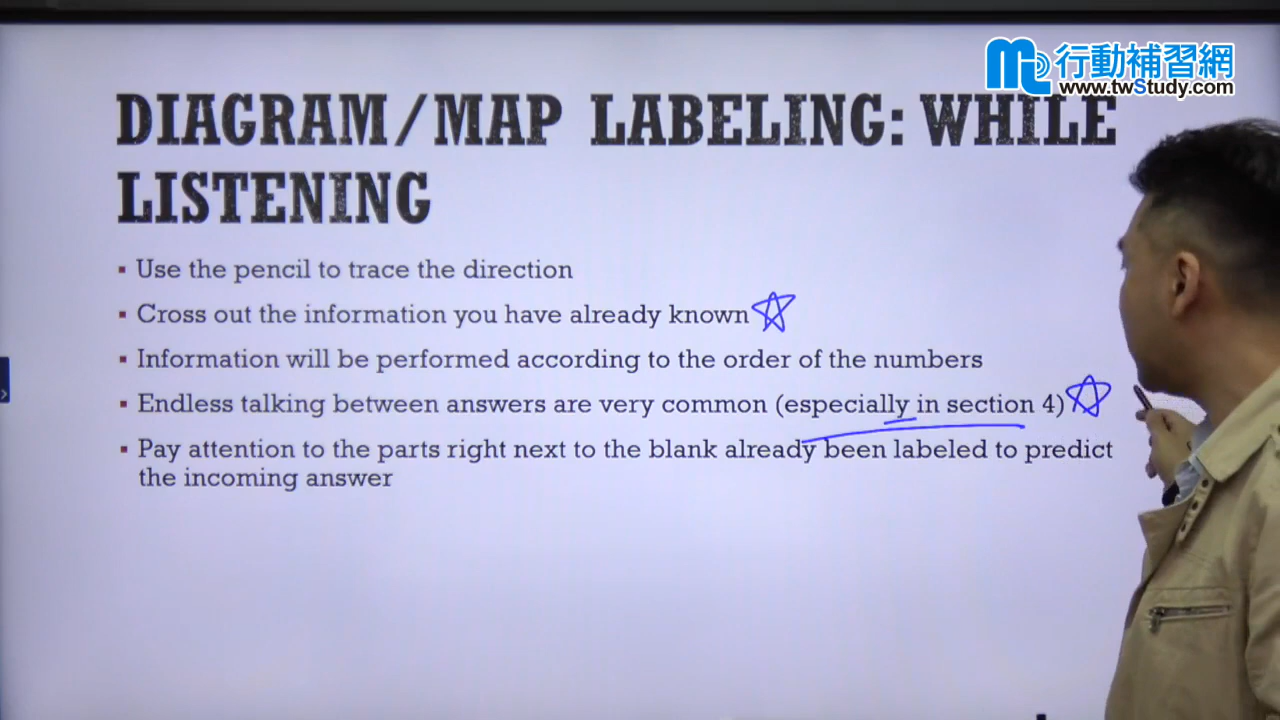 行動補習網
www.twStudy.com
DIAGRAM/MAP LABELING: WHILE
LISTENING
▪ Use the pencil to trace the direction
▪ Cross out the information you have already known
▪ Information will be performed according to the order of the numbers
▪ Endless talking between answers are very common (especially in section 4)
▪ Pay attention to the parts right next to the blank already been labeled to predict
the incoming answer